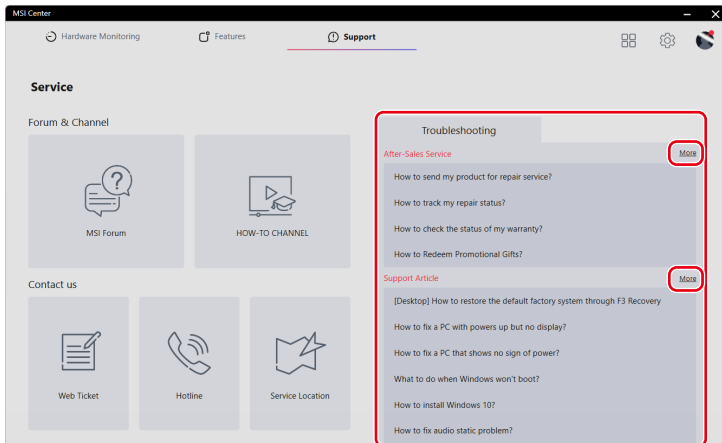 MSI Center
Hardware Monitoring
Features
Support
Service
Forum & Channel
MSI Forum
HOW-TO CHANNEL
Contact us
Web Ticket
Hotline
Service Location
Troubleshooting
After-Sales Service
More
How to send my product for repair service?
How to track my repair status?
How to check the status of my warranty?
How to Redeem Promotional Gifts?
Support Article
More
[Desktop] How to restore the default factory system through F3 Recovery
How to fix a PC with powers up but no display?
How to fix a PC that shows no sign of power?
What to do when Windows won't boot?
How to install Windows 10?
How to fix audio static problem?